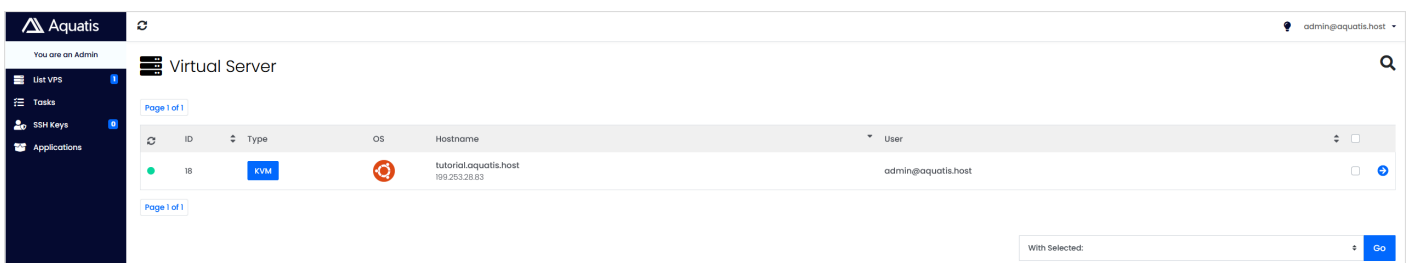 Aquatis
admin@aquatis.host
You are an Admin
List VPS 1
Tasks
SSH Keys 0
Applications
Virtual Server
Page 1 of 1
ID Type OS Hostname User
18 KVM tutorial.aquatis.host admin@aquatis.host
199.253.28.83
Page 1 of 1
With Selected: Go